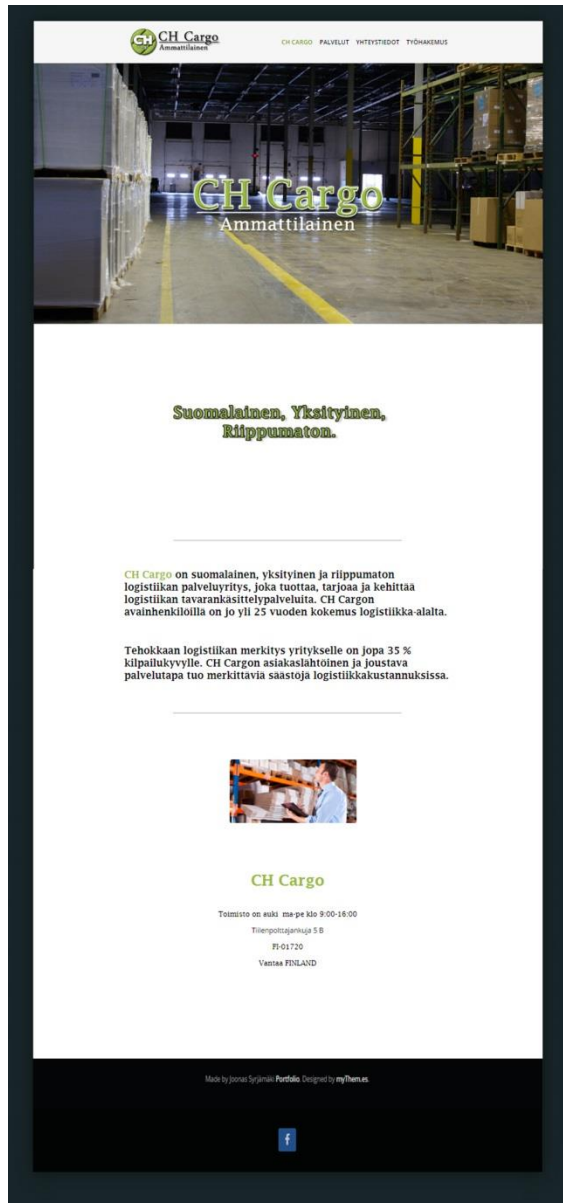 CH
CH Cargo
Ammattilainen
CH CARGO PALVELUT YHTEYSTIEDOT TYÖHAKEMUS
CH Cargo
Ammattilainen
Suomalainen, Yksityinen,
Riippumaton.
CH Cargo on suomalainen, yksityinen ja riippumaton
logistiikan palveluyritys, joka tuottaa, tarjoaa ja kehittää
logistiikan tavarankäsittelypalveluita. CH Cargon
avainhenkilöillä on jo yli 25 vuoden kokemus logistiikka-alalta.
Tehokkaan logistiikan merkitys yritykselle on jopa 35 %
kilpailukyvylle. CH Cargon asiakaslähtöinen ja joustava
palvelutapa tuo merkittäviä säästöjä logistiikkakustannuksissa.
CH Cargo
Toimisto on auki ma-pe klo 9:00-16:00
Tiilenpolttajankuja 5 B
FI-01720
Vantaa FINLAND
Made by Joonas Syrjämäki Portfolio. Designed by myThem.es.
f